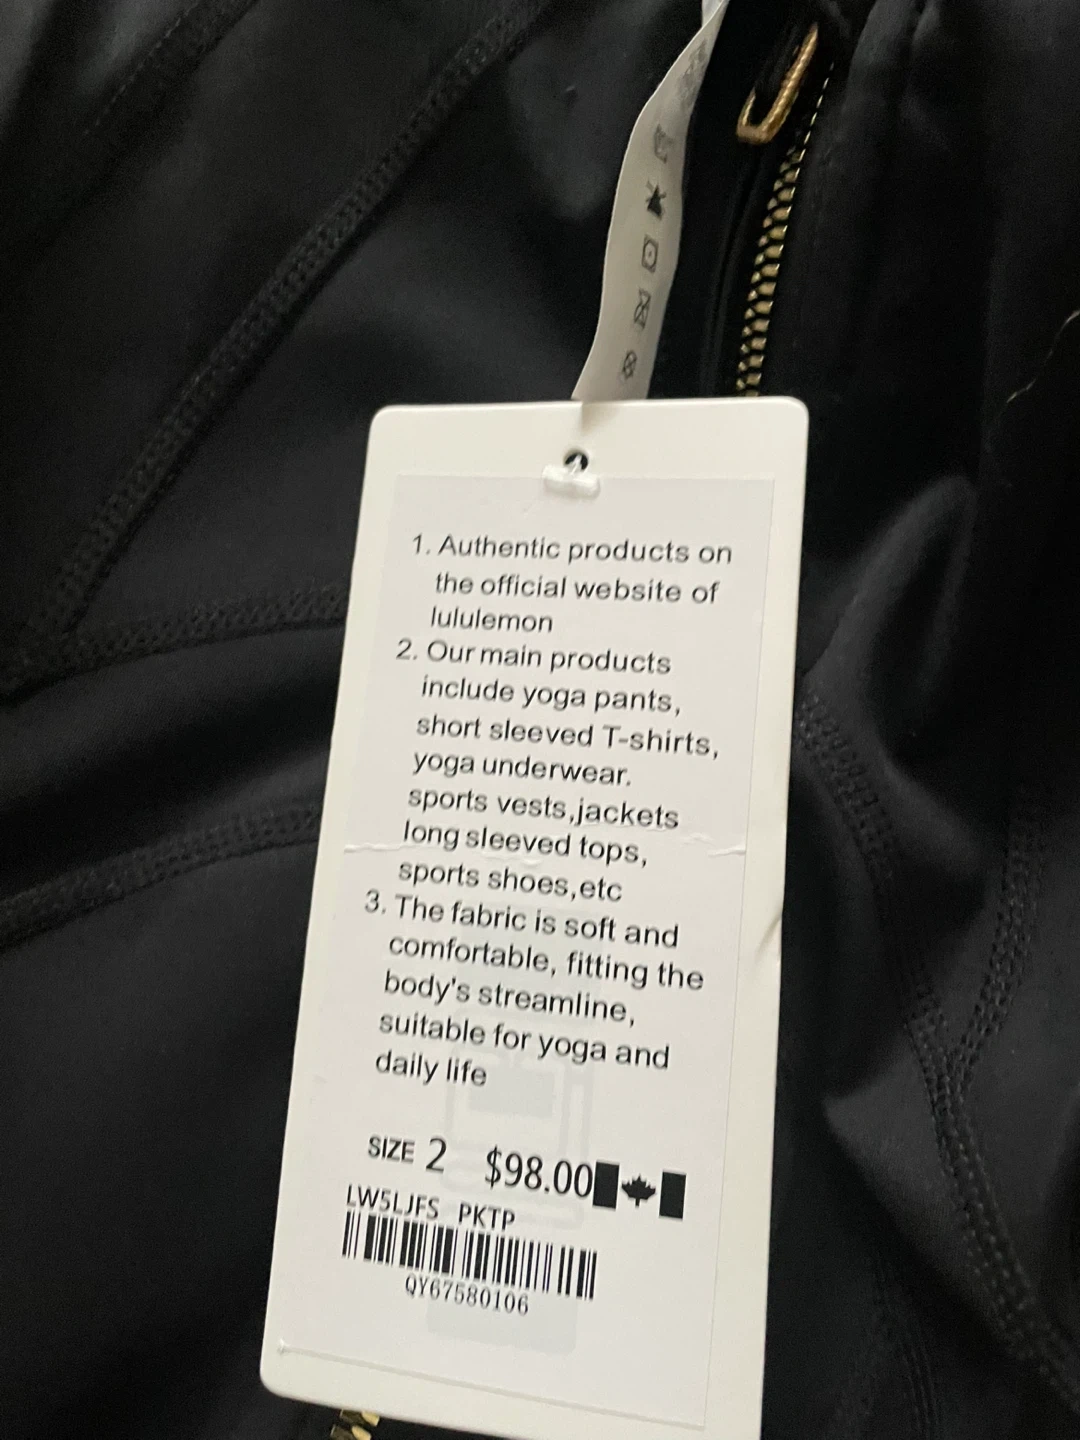 1. Authentic products on
the official website of
lululemon
2. Our main products
include yoga pants,
short sleeved T-shirts,
yoga underwear.
sports vests,jackets
long sleeved tops,
sports shoes,etc
3. The fabric is soft and
comfortable, fitting the
body's streamline,
suitable for yoga and
daily life
SIZE 2 $98.00
LW5LJFS PKTP
QY67580106